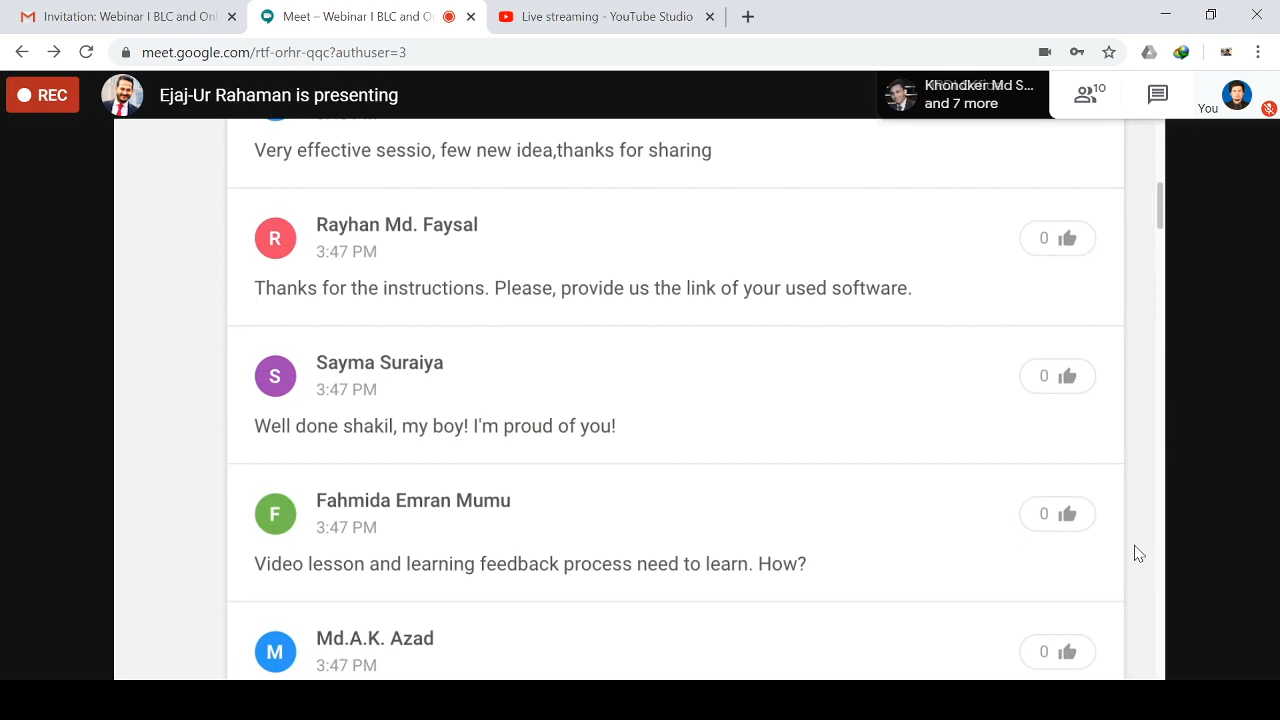 Invitation: Webinar I BLC and Onl
Meet – Webinar I BLC and O
Live streaming - YouTube Studio
meet.google.com/rtf-orhr-qqc?authuser=3
REC
Ejaj-Ur Rahaman is presenting
Khondker Md S...
and 7 more
10
You
Very effective sessio, few new idea,thanks for sharing
R
Rayhan Md. Faysal
0
3:47 PM
Thanks for the instructions. Please, provide us the link of your used software.
S
Sayma Suraiya
0
3:47 PM
Well done shakil, my boy! I'm proud of you!
F
Fahmida Emran Mumu
0
3:47 PM
Video lesson and learning feedback process need to learn. How?
M
Md.A.K. Azad
0
3:47 PM